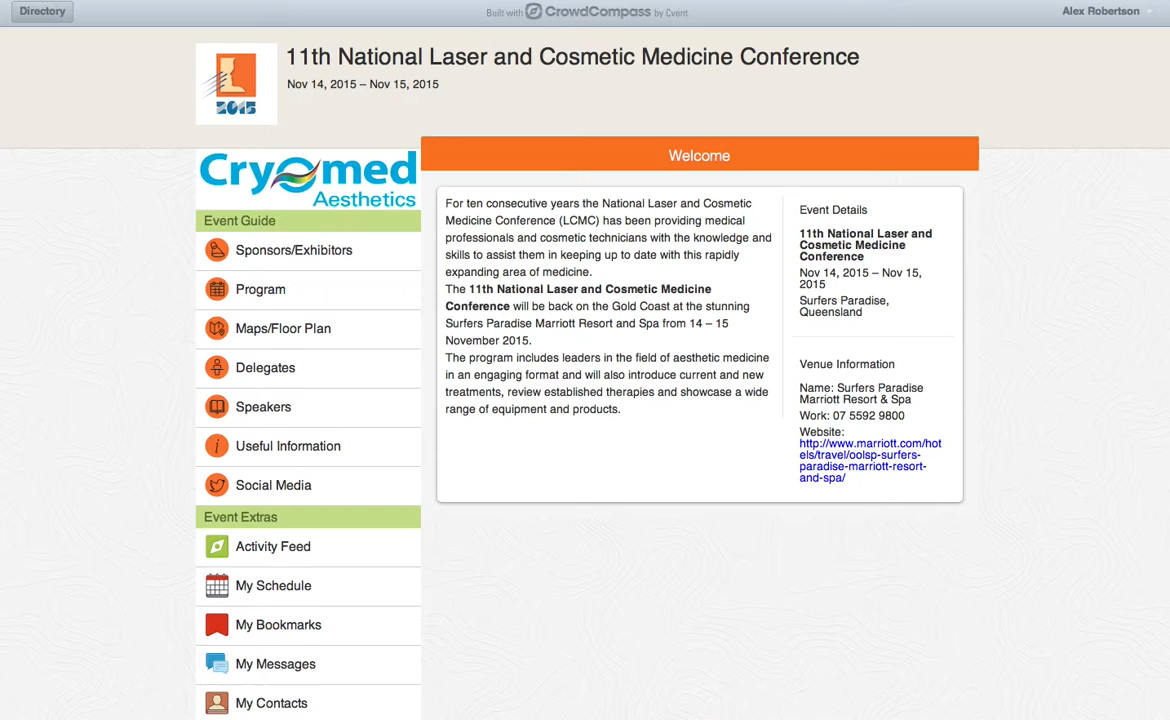 Directory
Built with CrowdCompass by Cvent
Alex Robertson
11th National Laser and Cosmetic Medicine Conference
Nov 14, 2015 – Nov 15, 2015
2015
Cryomed
Aesthetics
Event Guide
Sponsors/Exhibitors
Program
Maps/Floor Plan
Delegates
Speakers
Useful Information
Social Media
Event Extras
Activity Feed
My Schedule
My Bookmarks
My Messages
My Contacts
Welcome
For ten consecutive years the National Laser and Cosmetic
Medicine Conference (LCMC) has been providing medical
professionals and cosmetic technicians with the knowledge and
skills to assist them in keeping up to date with this rapidly
expanding area of medicine.
The 11th National Laser and Cosmetic Medicine
Conference will be back on the Gold Coast at the stunning
Surfers Paradise Marriott Resort and Spa from 14 – 15
November 2015.
The program includes leaders in the field of aesthetic medicine
in an engaging format and will also introduce current and new
treatments, review established therapies and showcase a wide
range of equipment and products.
Event Details
11th National Laser and
Cosmetic Medicine
Conference
Nov 14, 2015 – Nov 15,
2015
Surfers Paradise,
Queensland
Venue Information
Name: Surfers Paradise
Marriott Resort & Spa
Work: 07 5592 9800
Website:
http://www.marriott.com/hot
els/travel/oolsp-surfers-
paradise-marriott-resort-
and-spa/